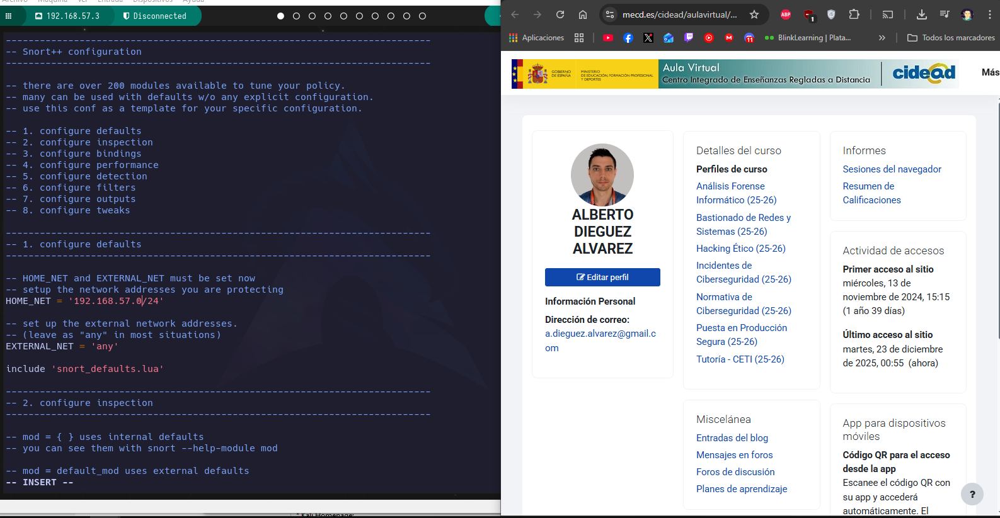 Archivo Máquina Ver Entrada Dispositivos Ayuda
192.168.57.3
Disconnected
-- Snort++ configuration
-- there are over 200 modules available to tune your policy.
-- many can be used with defaults w/o any explicit configuration.
-- use this conf as a template for your specific configuration.
-- 1. configure defaults
-- 2. configure inspection
-- 3. configure bindings
-- 4. configure performance
-- 5. configure detection
-- 6. configure filters
-- 7. configure outputs
-- 8. configure tweaks
-- 1. configure defaults
-- HOME_NET and EXTERNAL_NET must be set now
-- setup the network addresses you are protecting
HOME_NET = '192.168.57.0/24'
-- set up the external network addresses.
-- (leave as "any" in most situations)
EXTERNAL_NET = 'any'
include 'snort_defaults.lua'
-- 2. configure inspection
-- mod = { } uses internal defaults
-- you can see them with snort --help-module mod
-- mod = default_mod uses external defaults
-- INSERT --
* Kali Homepage:
mecd.es/cidead/aulavirtual/...
ABP
1
Aplicaciones
M
11
BlinkLearning | Plata...
Todos los marcadores
GOBIERNO
DE ESPAÑA
MINISTERIO
DE EDUCACIÓN, FORMACIÓN PROFESIONAL
Y DEPORTES
Aula Virtual
Centro Integrado de Enseñanzas Regladas a Distancia
cidead
Más
ALBERTO
DIEGUEZ
ALVAREZ
Editar perfil
Información Personal
Dirección de correo:
a.dieguez.alvarez@gmail.c
om
Detalles del curso
Perfiles de curso
Análisis Forense
Informático (25-26)
Bastionado de Redes y
Sistemas (25-26)
Hacking Ético (25-26)
Incidentes de
Ciberseguridad (25-26)
Normativa de
Ciberseguridad (25-26)
Puesta en Producción
Segura (25-26)
Tutoría - CETI (25-26)
Miscelánea
Entradas del blog
Mensajes en foros
Foros de discusión
Planes de aprendizaje
Informes
Sesiones del navegador
Resumen de
Calificaciones
Actividad de accesos
Primer acceso al sitio
miércoles, 13 de
noviembre de 2024, 15:15
(1 año 39 días)
Último acceso al sitio
martes, 23 de diciembre
de 2025, 00:55 (ahora)
App para dispositivos
móviles
Código QR para el acceso
desde la app
Escanee el código QR con
su app y accederá
automáticamente. El
?